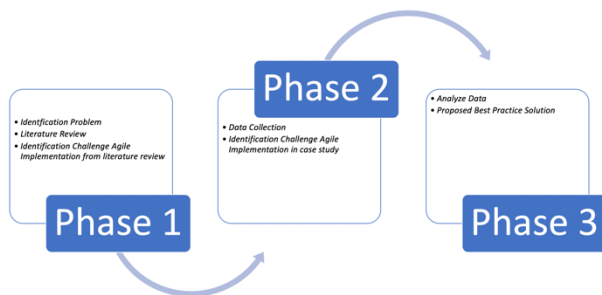 • Identfication Problem
• Literature Review
• Identification Challenge Agile
Implementation from literature review
Phase 1
Phase 2
• Data Collection
• Identification Challenge Agile
Implementation in case study
• Analyze Data
• Proposed Best Practice Solution
Phase 3